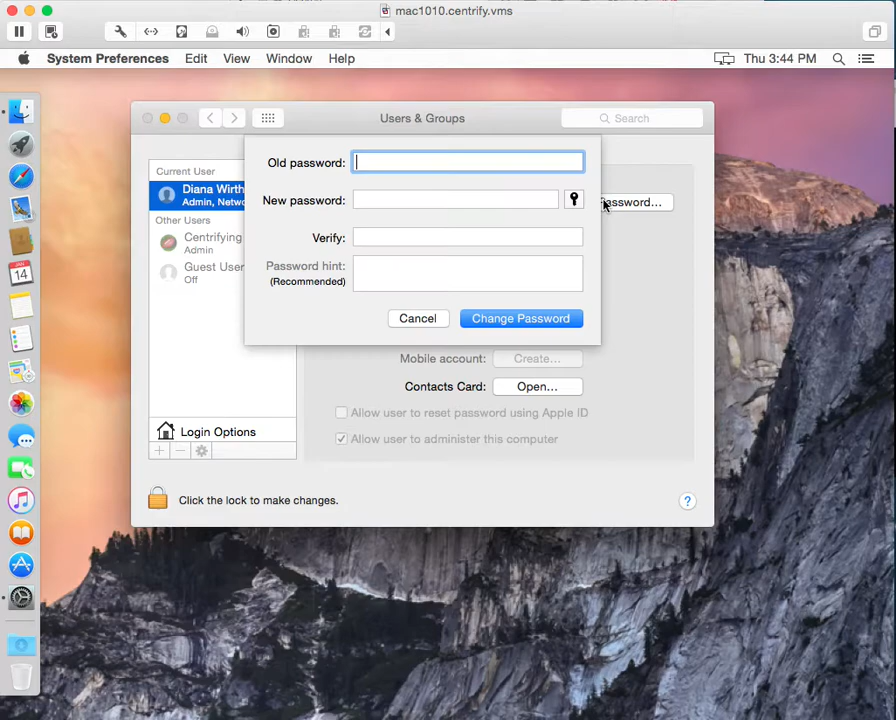 mac1010.centrify.vms
System Preferences Edit View Window Help Thu 3:44 PM
Users & Groups
Search
Current User
Diana Wirth
Admin, Netwo
Other Users
Centrifying
Admin
Guest User
Off
Old password:
New password:
Verify:
Password hint:
(Recommended)
Cancel
Change Password
assword...
Mobile account: Create...
Contacts Card: Open...
Allow user to reset password using Apple ID
Allow user to administer this computer
Login Options
Click the lock to make changes.
?
JAN
14